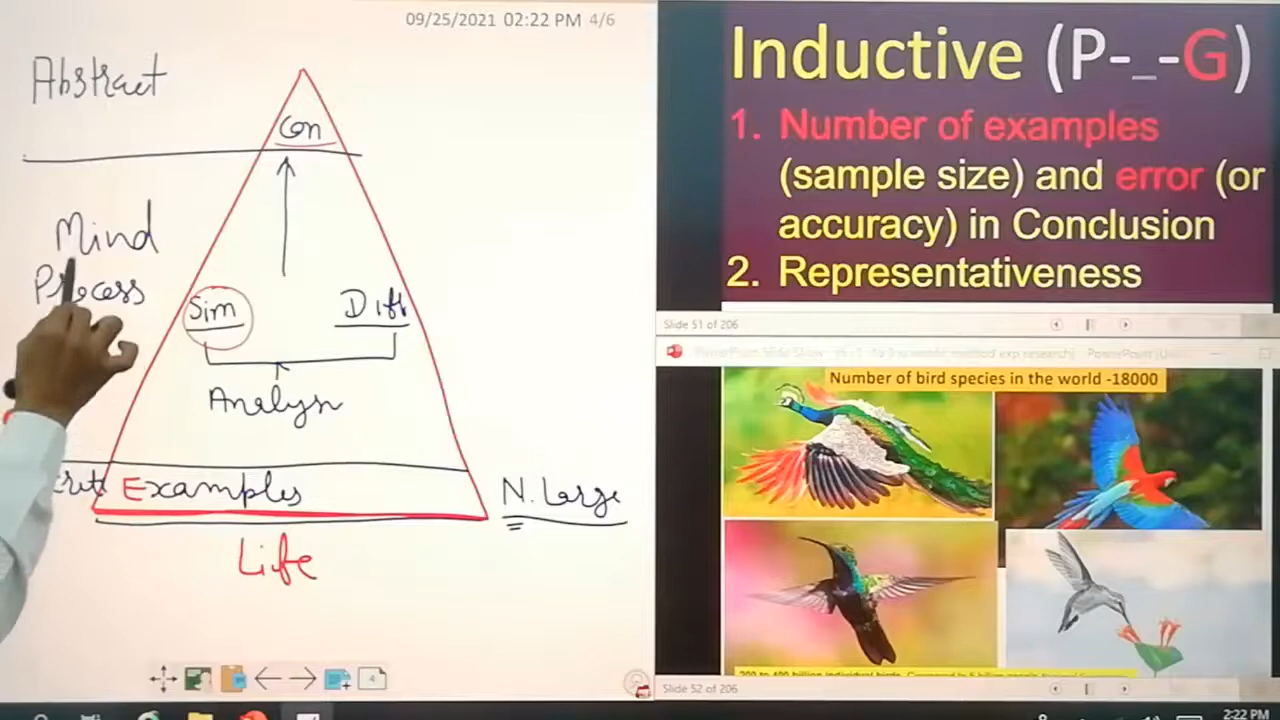 09/25/2021 02:22 PM 4/6
Abstract
Con
Mind
Process
Sim
Diff
Analysr
Examples
N. Large
Life
4
Inductive (P-_-G)
1. Number of examples
(sample size) and error (or
accuracy) in Conclusion
2. Representativeness
Slide 51 of 206
Number of bird species in the world -18000
Slide 52 of 206
2:22 PM